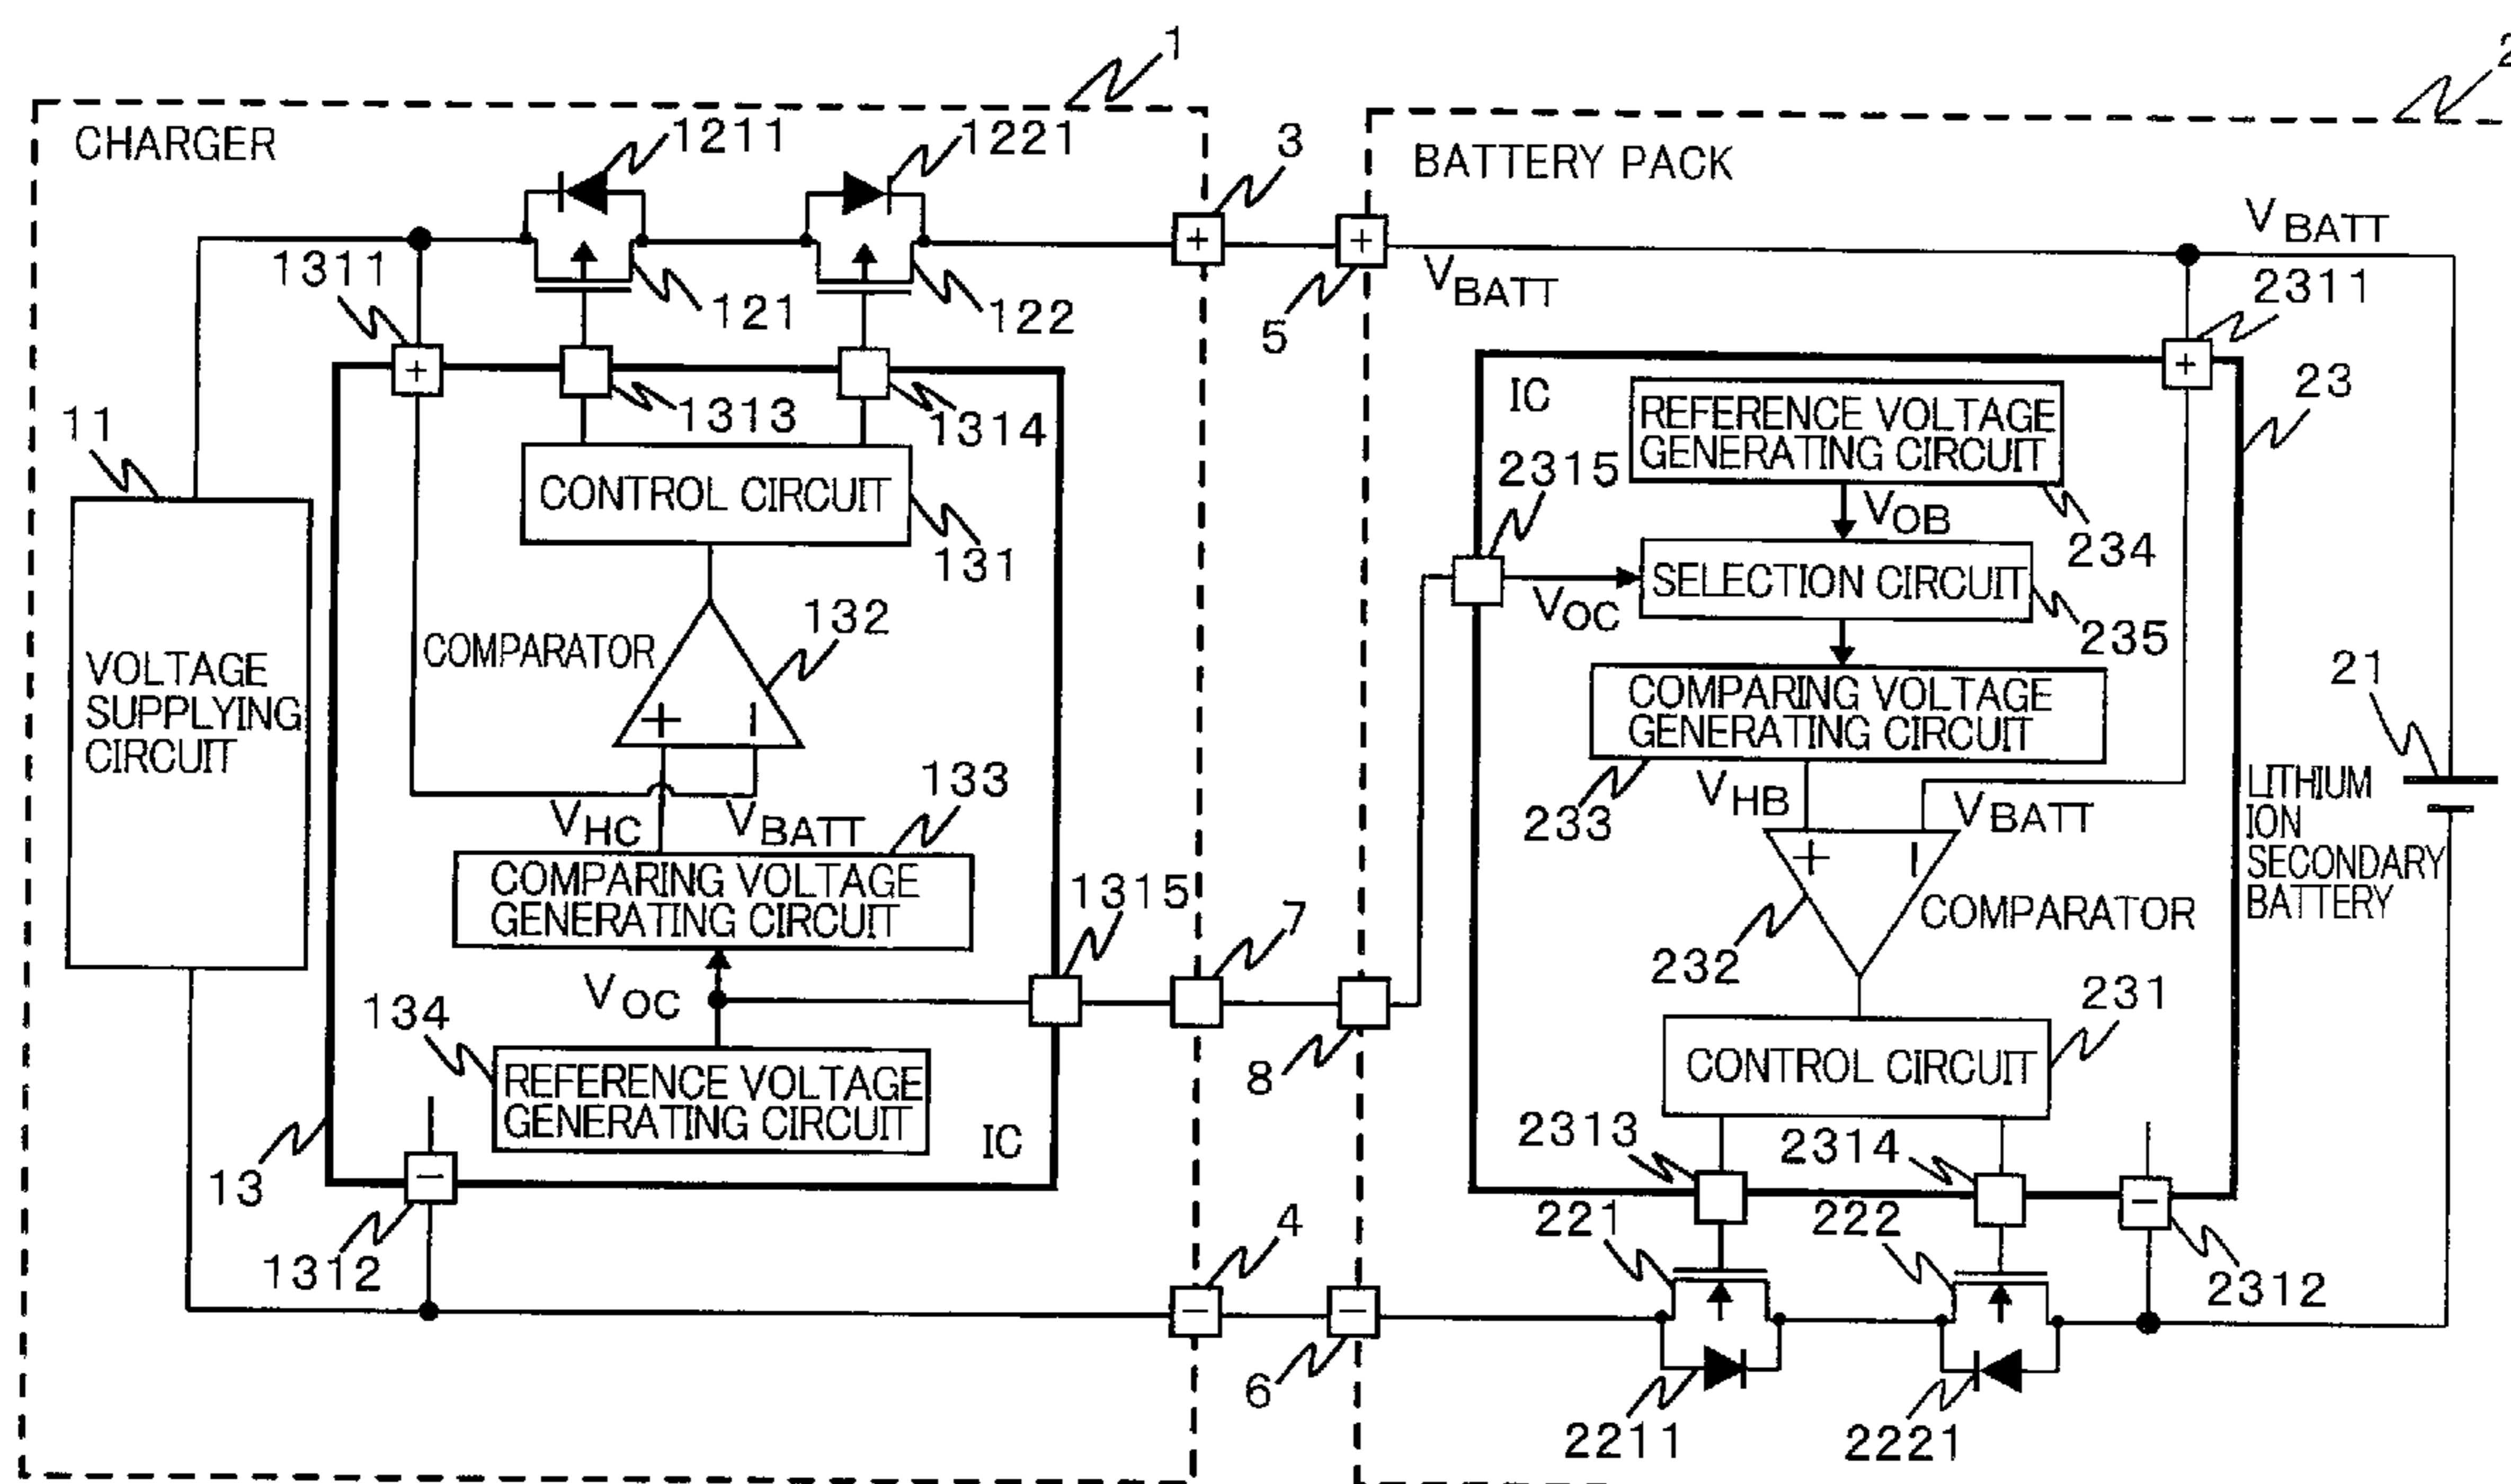 1
2
CHARGER
1211
1221
3
BATTERY PACK
VBATT
+
+
1311
121
122
5
VBATT
2311
+
1313
1314
IC
+
23
11
REFERENCE VOLTAGE
GENERATING CIRCUIT
2315
CONTROL CIRCUIT
131
VOB
234
SELECTION CIRCUIT
VOC
235
132
COMPARATOR
VOLTAGE
SUPPLYING
CIRCUIT
COMPARING VOLTAGE
GENERATING CIRCUIT
21
+ −
133
VHC
VBATT
233
VHB
VBATT
LITHIUM
ION
SECONDARY
BATTERY
+ −
COMPARING VOLTAGE
GENERATING CIRCUIT
1315
7
232
COMPARATOR
134
VOC
231
8
CONTROL CIRCUIT
REFERENCE VOLTAGE
GENERATING CIRCUIT
IC
13
−
2313
2314
−
1312
4
221
222
2312
−
−
6
2211
2221